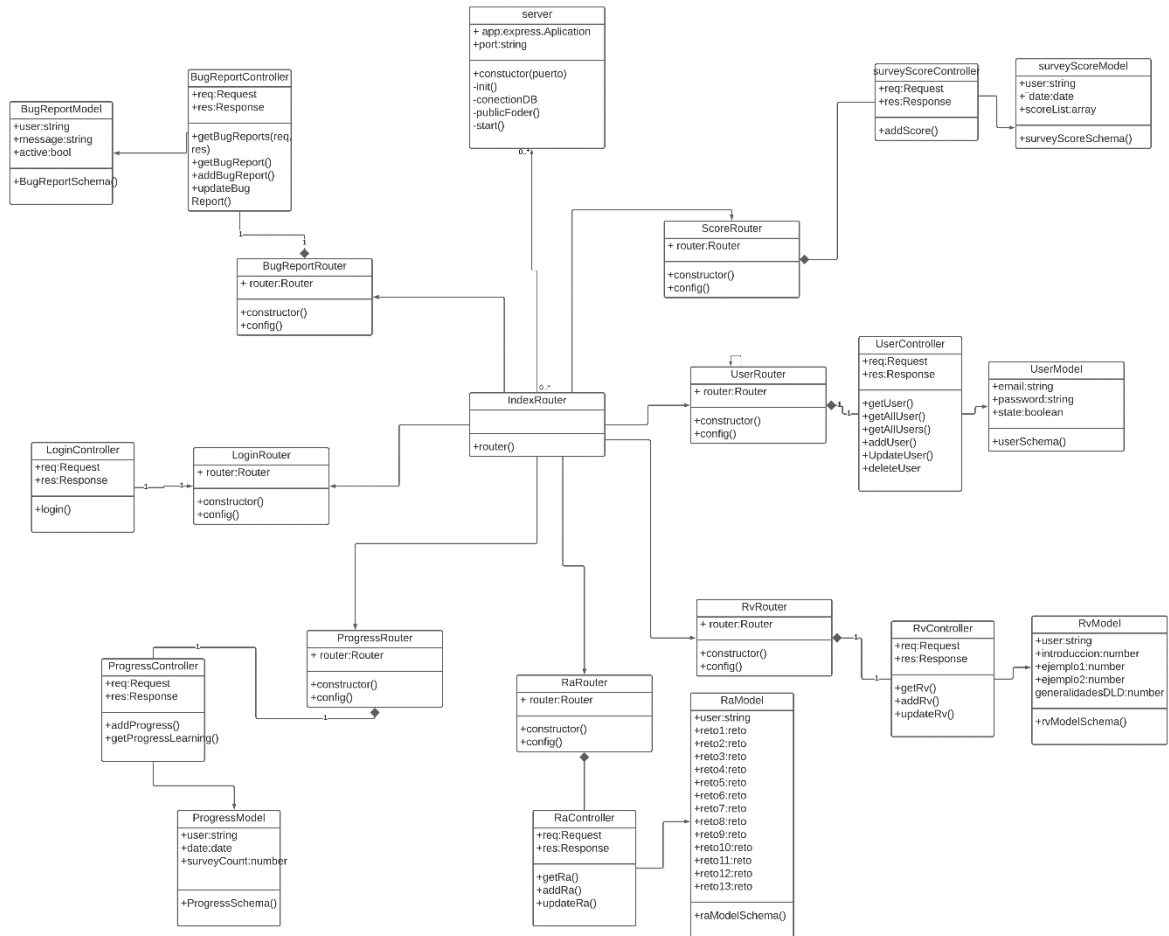 server
+ app:express.Aplication
+port:string
+constuctor(puerto)
-init()
-conectionDB
-publicFoder()
-start()
0..*
BugReportController
+req:Request
+res:Response
+getBugReports(req,
res)
+getBugReport()
+addBugReport()
+updateBug
Report()
1
1
BugReportModel
+user:string
+message:string
+active:bool
+BugReportSchema()
BugReportRouter
+ router:Router
+constructor()
+config()
surveyScoreController
+req:Request
+res:Response
+addScore()
surveyScoreModel
+user:string
+¨date:date
+scoreList:array
+surveyScoreSchema()
ScoreRouter
+ router:Router
+constructor()
+config()
0..*
IndexRouter
+router()
UserRouter
+ router:Router
+constructor()
+config()
1
1
UserController
+req:Request
+res:Response
+getUser()
+getAllUser()
+getAllUsers()
+addUser()
+UpdateUser()
+deleteUser
UserModel
+email:string
+password:string
+state:boolean
+userSchema()
LoginController
+req:Request
+res:Response
+login()
1
1
LoginRouter
+ router:Router
+constructor()
+config()
ProgressRouter
+ router:Router
+constructor()
+config()
1
1
ProgressController
+req:Request
+res:Response
+addProgress()
+getProgressLearning()
ProgressModel
+user:string
+date:date
+surveyCount:number
+ProgressSchema()
RaRouter
+ router:Router
+constructor()
+config()
RaController
+req:Request
+res:Response
+getRa()
+addRa()
+updateRa()
RaModel
+user:string
+reto1:reto
+reto2:reto
+reto3:reto
+reto4:reto
+reto5:reto
+reto6:reto
+reto7:reto
+reto8:reto
+reto9:reto
+reto10:reto
+reto11:reto
+reto12:reto
+reto13:reto
+raModelSchema()
RvRouter
+ router:Router
+constructor()
+config()
1
1
RvController
+req:Request
+res:Response
+getRv()
+addRv()
+updateRv()
RvModel
+user:string
+introduccion:number
+ejemplo1:number
+ejemplo2:number
generalidadesDLD:number
+rvModelSchema()